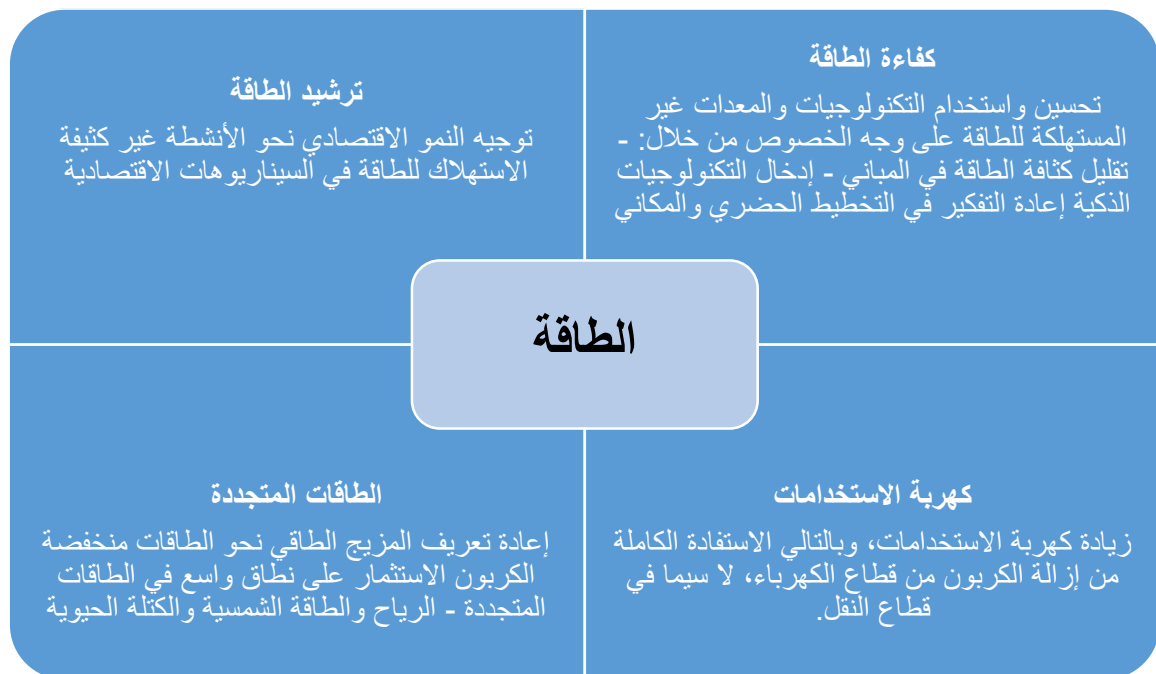 كفاءة الطاقة
تحسين واستخدام التكنولوجيات والمعدات غير
المستهلكة للطاقة على وجه الخصوص من خلال: -
تقليل كثافة الطاقة في المباني - إدخال التكنولوجيات
الذكية إعادة التفكير في التخطيط الحضري والمكاني
ترشيد الطاقة
توجيه النمو الاقتصادي نحو الأنشطة غير كثيفة
الاستهلاك للطاقة في السيناريوهات الاقتصادية
الطاقة
كهربة الاستخدامات
زيادة كهربة الاستخدامات، وبالتالي الاستفادة الكاملة
من إزالة الكربون من قطاع الكهرباء، لا سيما في
قطاع النقل.
الطاقات المتجددة
إعادة تعريف المزيج الطاقي نحو الطاقات منخفضة
الكربون الاستثمار على نطاق واسع في الطاقات
المتجددة - الرياح والطاقة الشمسية والكتلة الحيوية